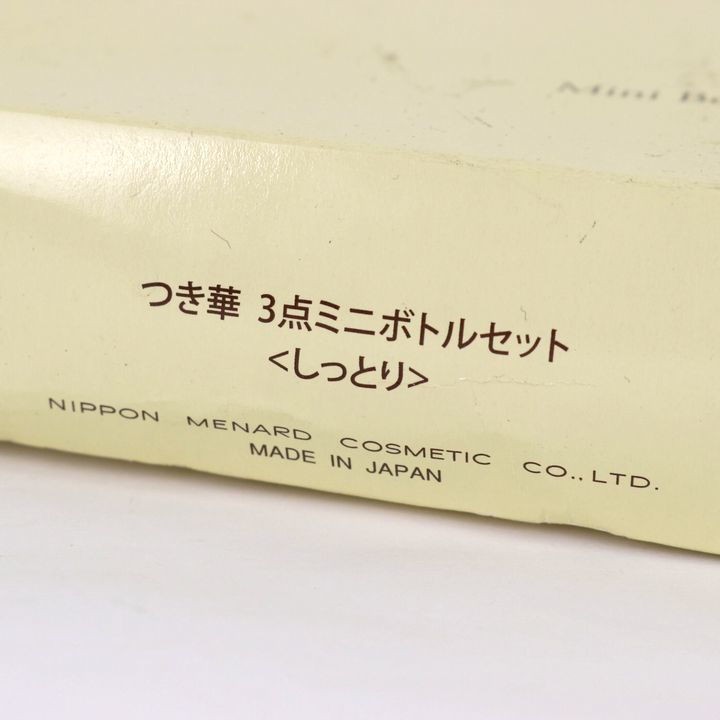 Mini
つき華 3点ミニボトルセット
<しっとり>
NIPPON MENARD COSMETIC CO.,LTD.
MADE IN JAPAN